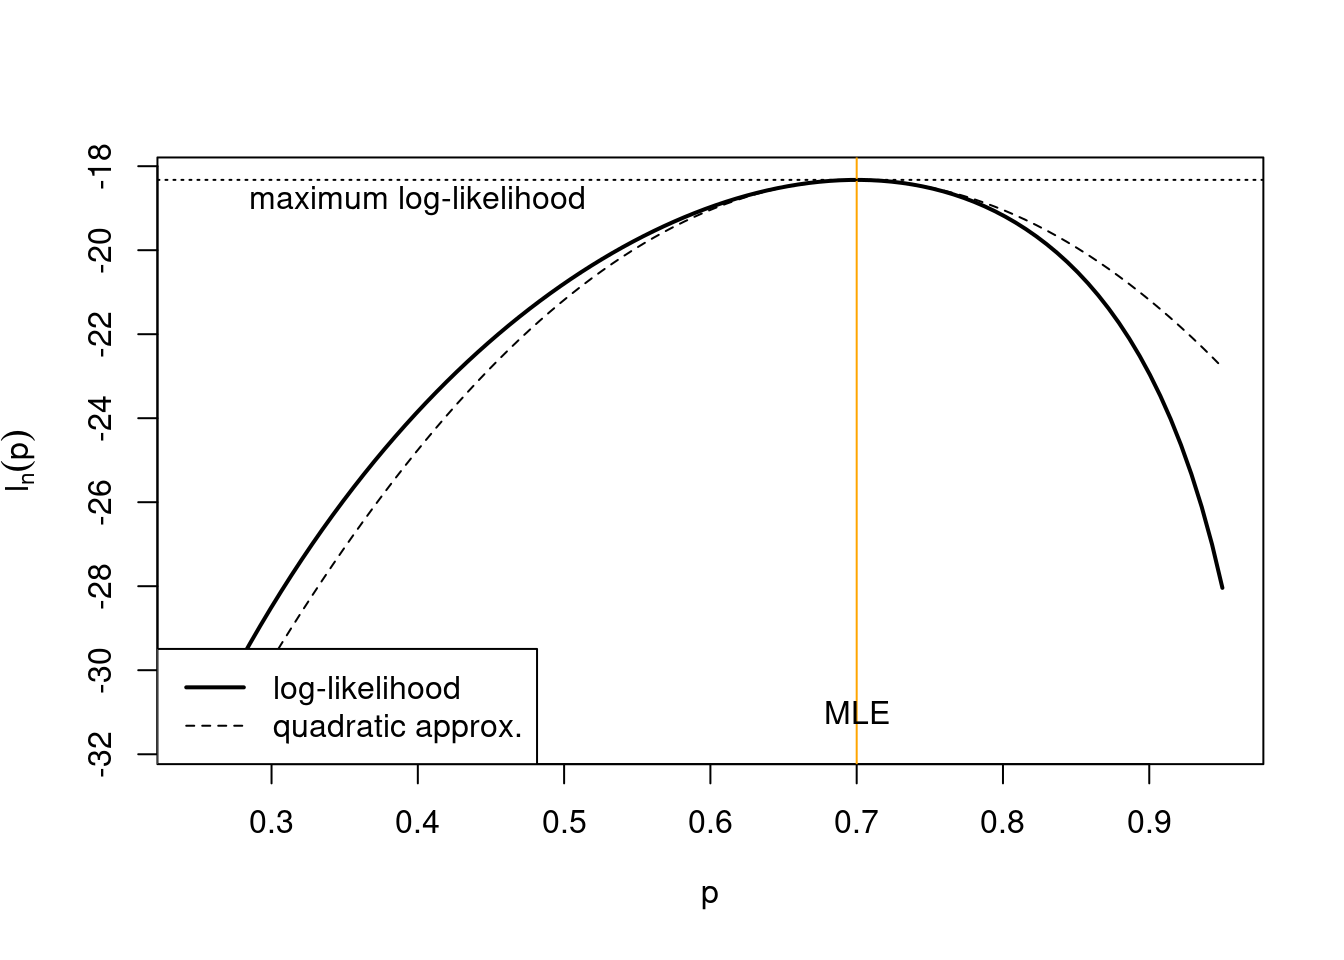 maximum log-likelihood
-18
-20
-22
-24
-26
-28
-30
-32
lₙ(p)
log-likelihood
quadratic approx.
MLE
0.3 0.4 0.5 0.6 0.7 0.8 0.9
p